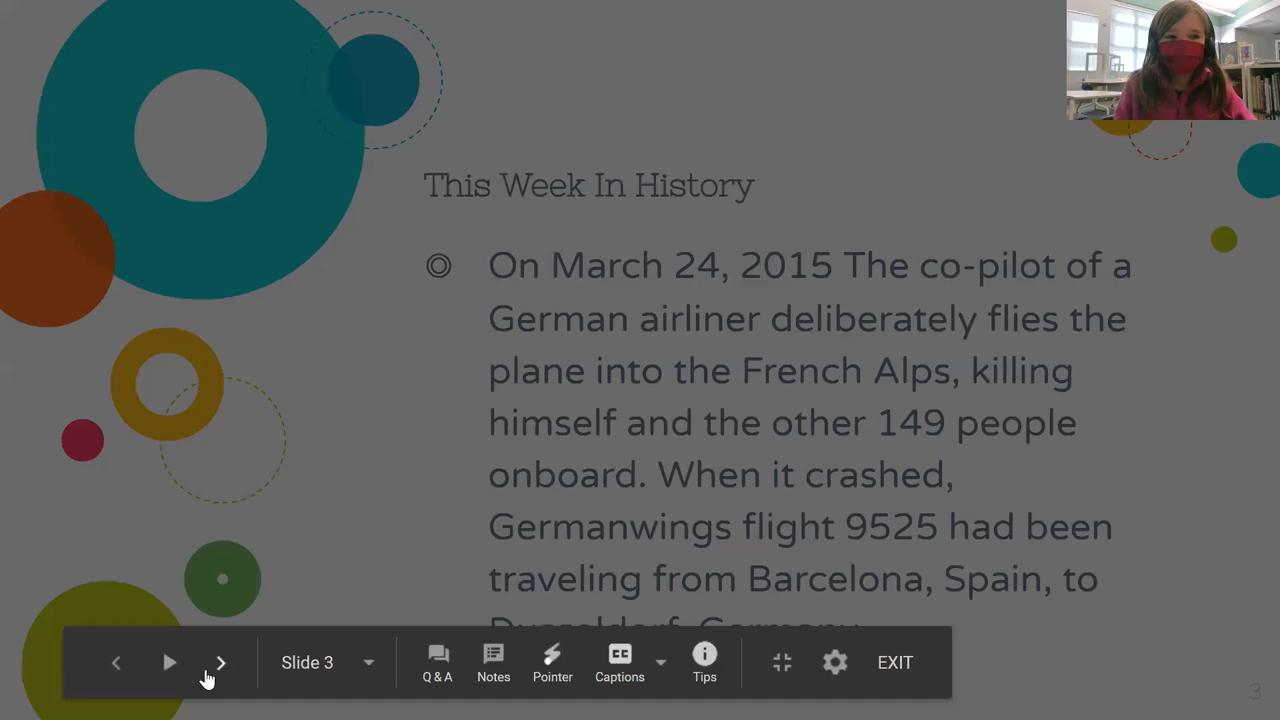 This Week In History
On March 24, 2015 The co-pilot of a
German airliner deliberately flies the
plane into the French Alps, killing
himself and the other 149 people
onboard. When it crashed,
Germanwings flight 9525 had been
traveling from Barcelona, Spain, to
Dusseldorf, Germany
Slide 3
Q & A
Notes
Pointer
CC
Captions
Tips
EXIT
3